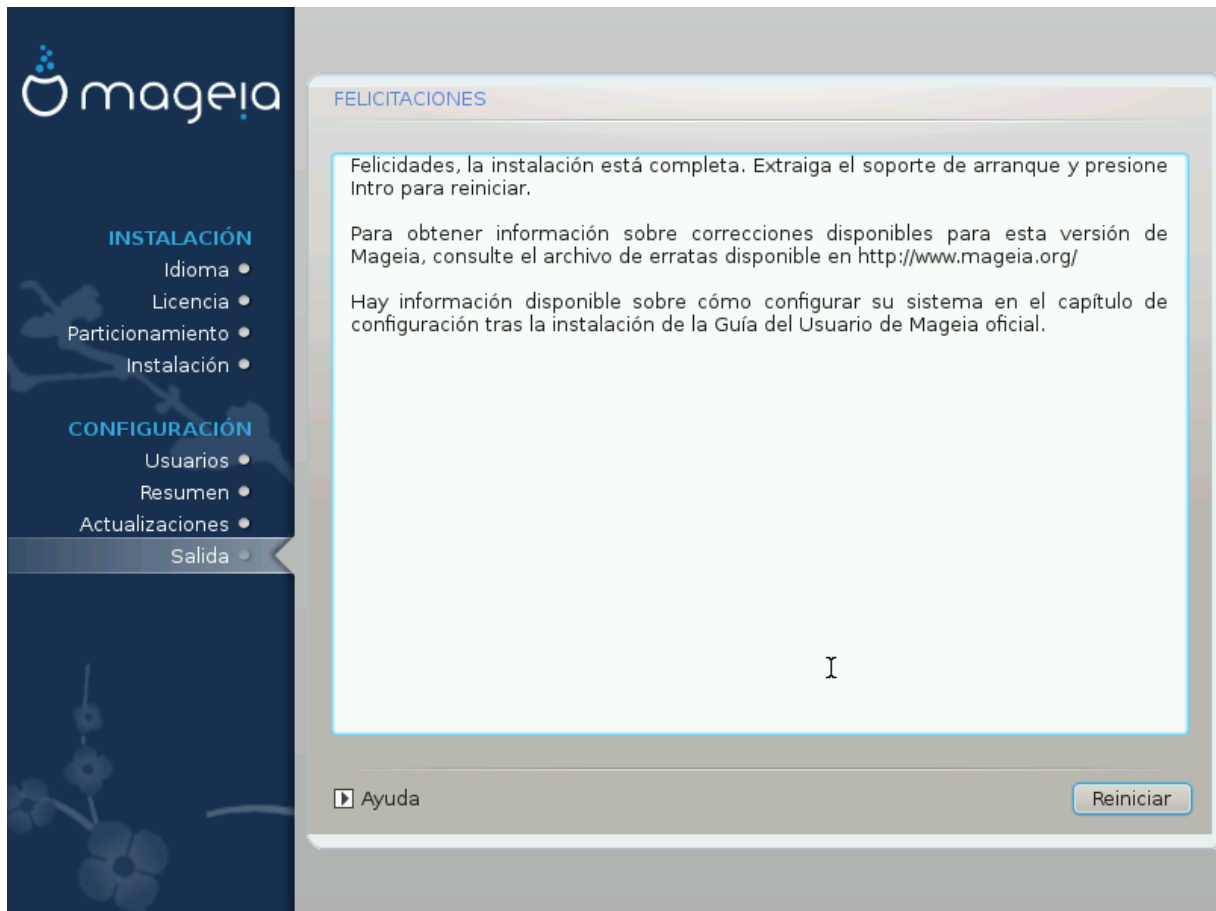 mageia
INSTALACIÓN
Idioma
Licencia
Particionamiento
Instalación
CONFIGURACIÓN
Usuarios
Resumen
Actualizaciones
Salida
FELICITACIONES
Felicidades, la instalación está completa. Extraiga el soporte de arranque y presione
Intro para reiniciar.
Para obtener información sobre correcciones disponibles para esta versión de
Mageia, consulte el archivo de erratas disponible en http://www.mageia.org/
Hay información disponible sobre cómo configurar su sistema en el capítulo de
configuración tras la instalación de la Guía del Usuario de Mageia oficial.
Ayuda
Reiniciar